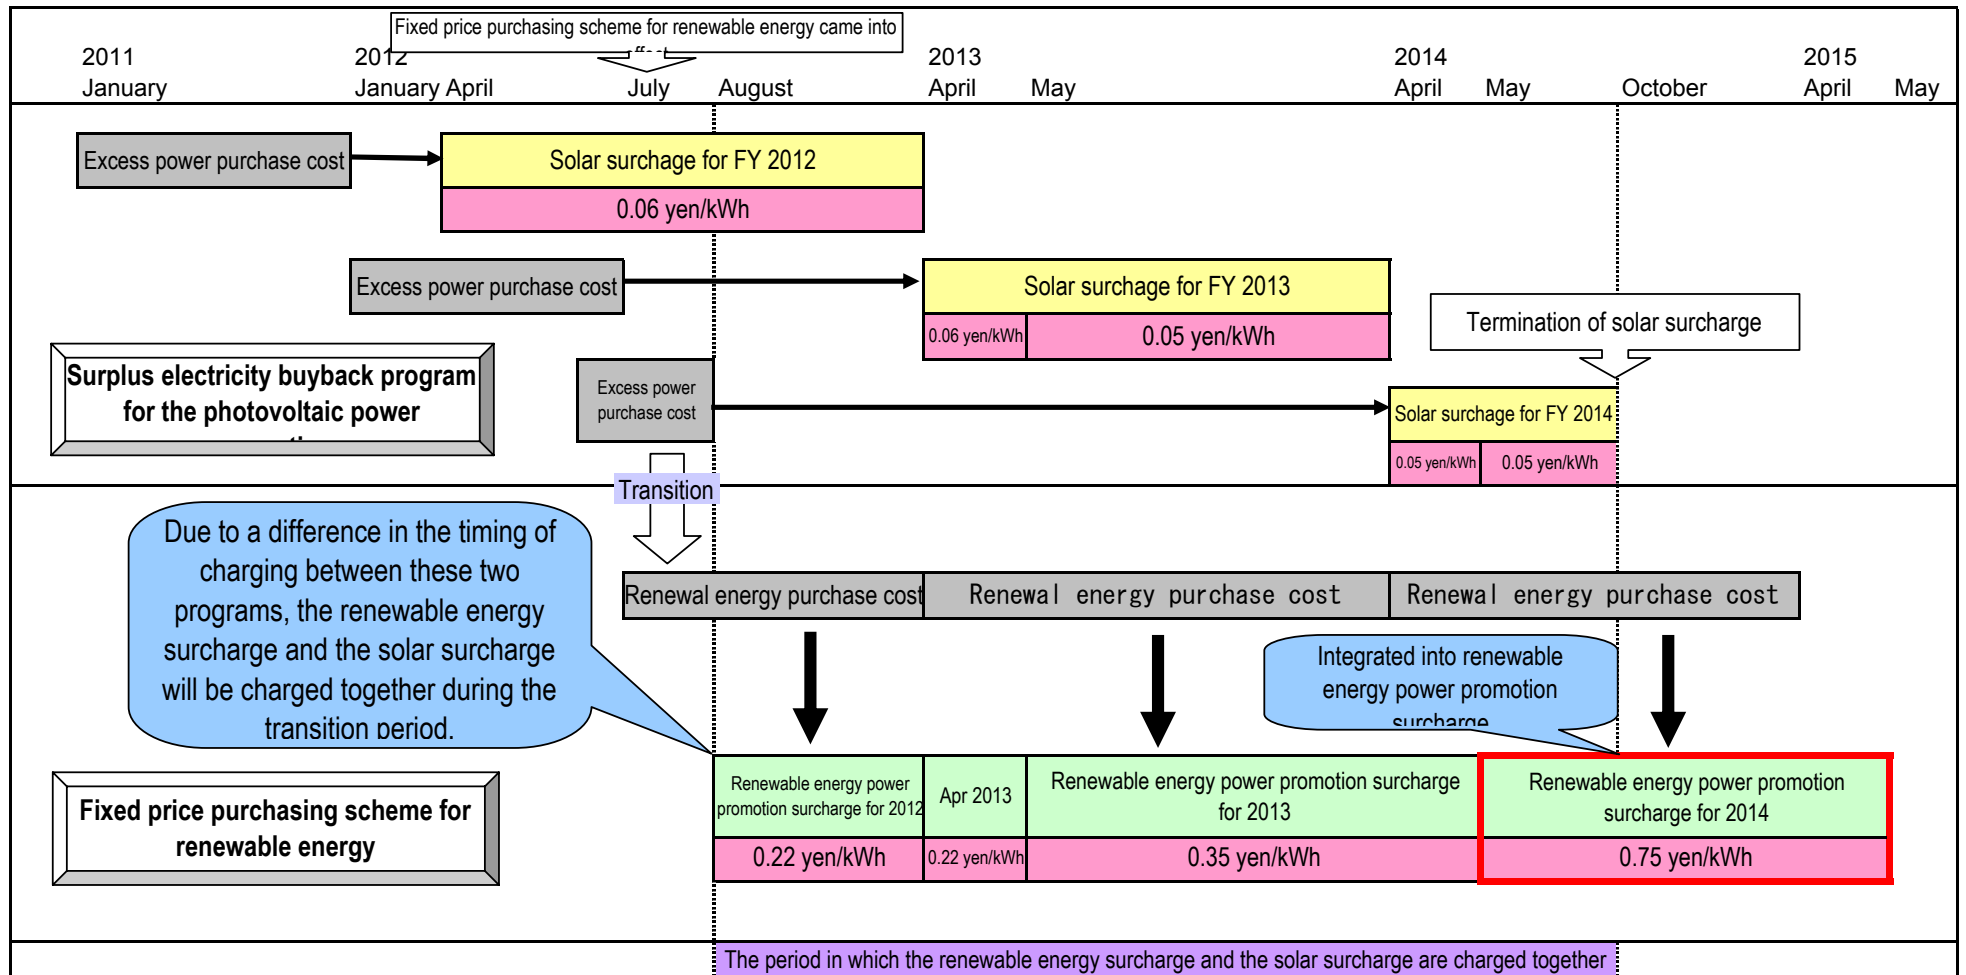 Fixed price purchasing scheme for renewable energy came into
2011
2012
2013
2014
2015
January
January April
July
August
April
May
April
May
October
April
May
Excess power purchase cost
Solar surchage for FY 2012
0.06 yen/kWh
Excess power purchase cost
Solar surchage for FY 2013
0.06 yen/kWh
0.05 yen/kWh
Termination of solar surcharge
Surplus electricity buyback program
for the photovoltaic power
Excess power
purchase cost
Solar surchage for FY 2014
0.05 yen/kWh
0.05 yen/kWh
Transition
Due to a difference in the timing of
charging between these two
programs, the renewable energy
surcharge and the solar surcharge
will be charged together during the
transition period.
Renewal energy purchase cost
Renewal energy purchase cost
Renewal energy purchase cost
Integrated into renewable
energy power promotion
surcharge
Fixed price purchasing scheme for
renewable energy
Renewable energy power
promotion surcharge for 2012
Apr 2013
Renewable energy power promotion surcharge
for 2013
Renewable energy power promotion
surcharge for 2014
0.22 yen/kWh
0.22 yen/kWh
0.35 yen/kWh
0.75 yen/kWh
The period in which the renewable energy surcharge and the solar surcharge are charged together